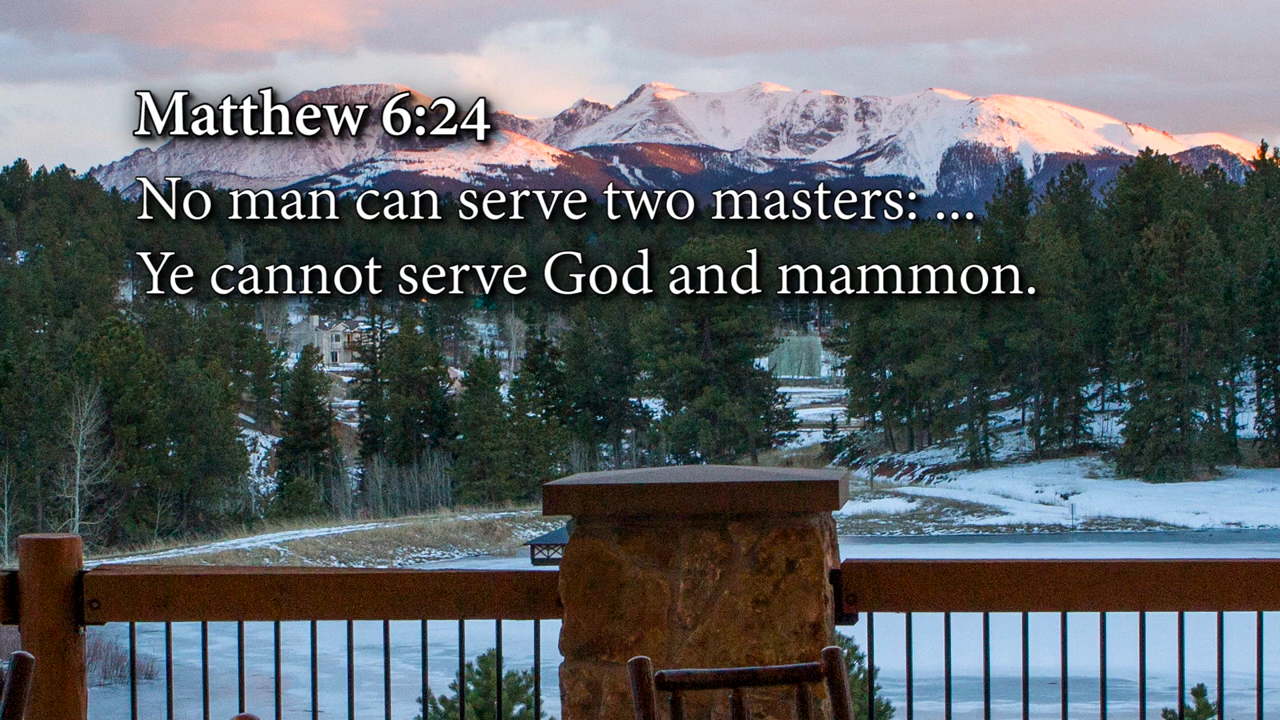 Matthew 6:24
No man can serve two masters: ...
Ye cannot serve God and mammon.